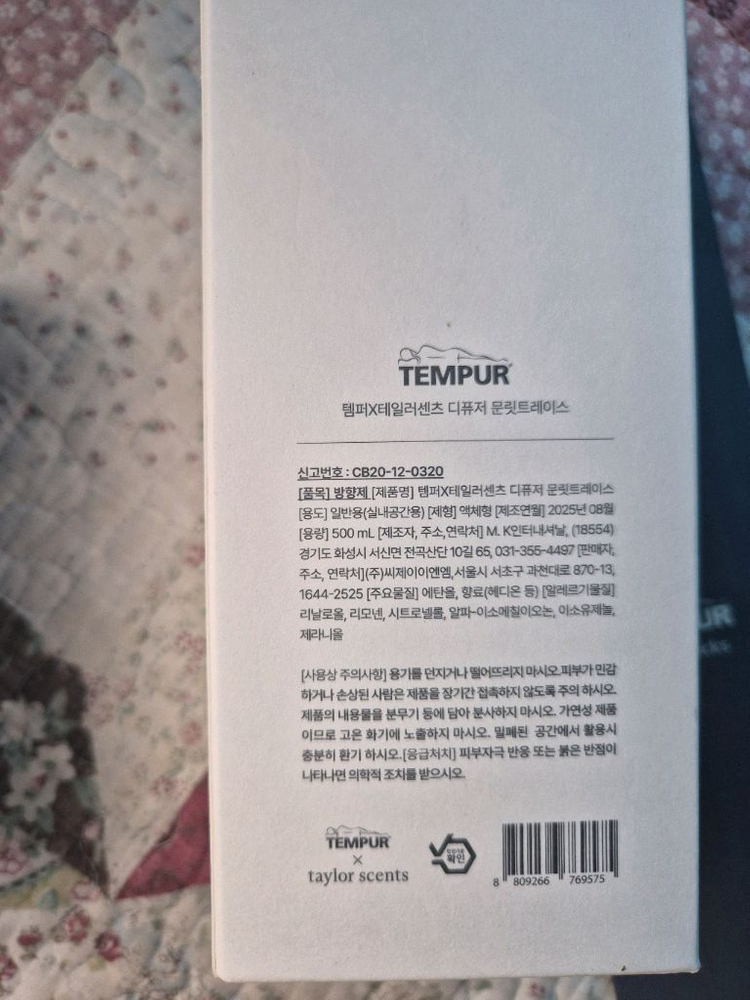 TEMPUR
템퍼X테일러센츠 디퓨저 문릿트레이스
신고번호 : CB20-12-0320
[품목] 방향제 [제품명] 템퍼X테일러센츠 디퓨저 문릿트레이스
[용도] 일반용(실내공간용) [제형] 액체형 [제조연월] 2025년 08월
[용량] 500 mL [제조자, 주소,연락처] M. K인터내셔날, (18554)
경기도 화성시 서신면 전곡산단 10길 65, 031-355-4497 [판매자,
주소, 연락처](주)씨제이이엔엠,서울시 서초구 과천대로 870-13,
1644-2525 [주요물질] 에탄올, 향료(헤디온 등) [알레르기물질]
리날로올, 리모넨, 시트로넬롤, 알파-이소메칠이오논, 이소유제놀,
제라니올
[사용상 주의사항] 용기를 던지거나 떨어뜨리지 마시오.피부가 민감
하거나 손상된 사람은 제품을 장기간 접촉하지 않도록 주의 하시오.
제품의 내용물을 분무기 등에 담아 분사하지 마시오. 가연성 제품
이므로 고온 화기에 노출하지 마시오. 밀폐된 공간에서 활용시
충분히 환기 하시오.[응급처치] 피부자극 반응 또는 붉은 반점이
나타나면 의학적 조치를 받으시오.
TEMPUR
×
taylor scents
확인
8 809266 769575
UR